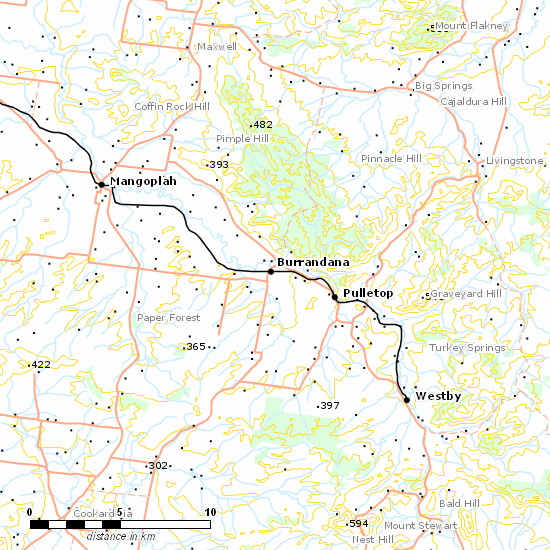 Mount Flakney
Maxwell
Big Springs
Cajaldura Hill
Coffin Rock Hill
482
Pimple Hill
Pinnacle Hill
Livingstone
393
Mangoplah
Burrandana
Pulletop
Graveyard Hill
Paper Forest
365
Turkey Springs
422
Westby
397
302
Bald Hill
0
5
10
594
Mount Stewart
distance in km
Nest Hill